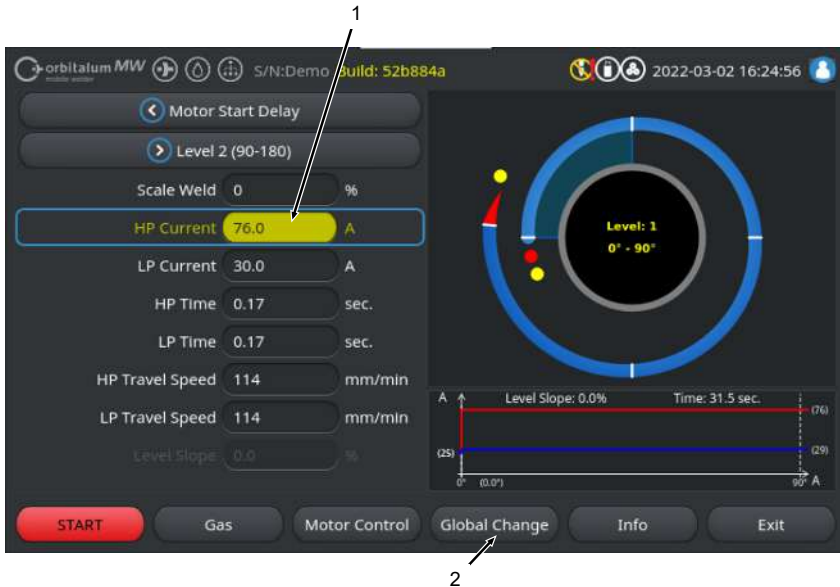 1
orbitalum MW S/N:Demo Build: 52b884a 2022-03-02 16:24:56
mobile welder
Motor Start Delay
Level 2 (90-180)
Scale Weld 0 %
HP Current 76.0 A
LP Current 30.0 A
HP Time 0.17 sec.
LP Time 0.17 sec.
HP Travel Speed 114 mm/min
LP Travel Speed 114 mm/min
Level Slope 0.0 %
Level: 1
0° - 90°
A Level Slope: 0.0% Time: 31.5 sec.
(76)
(25) (29)
0° (0.0°) 90° A
START Gas Motor Control Global Change Info Exit
2